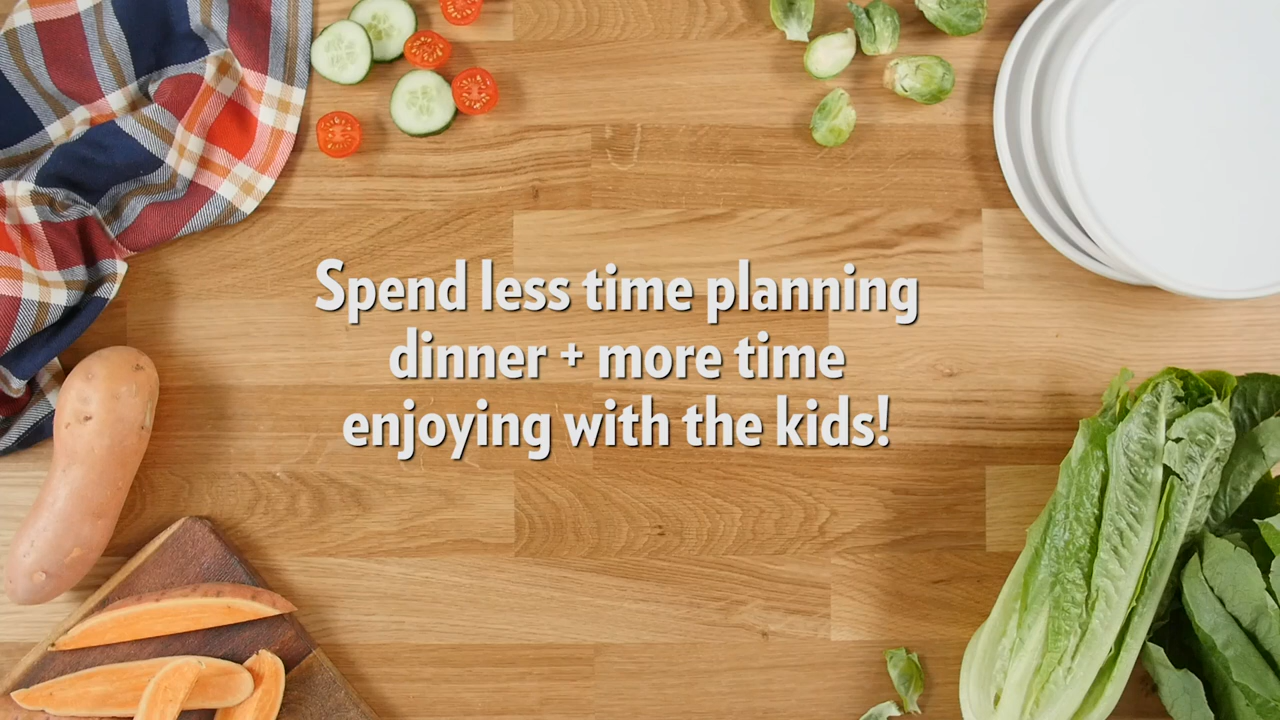 Spend less time planning
dinner + more time
enjoying with the kids!